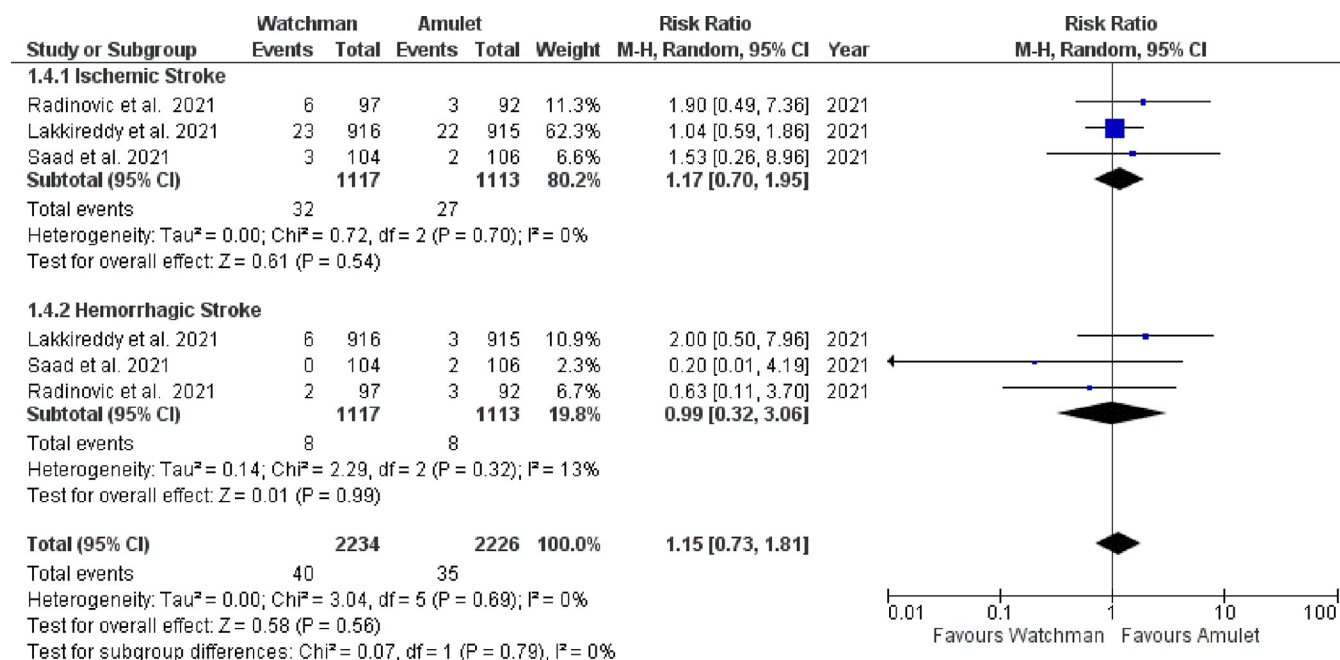 Watchman Amulet Risk Ratio Risk Ratio
Study or Subgroup Events Total Events Total Weight M-H, Random, 95% CI Year M-H, Random, 95% CI
1.4.1 Ischemic Stroke
Radinovic et al. 2021 6 97 3 92 11.3% 1.90 [0.49, 7.36] 2021
Lakkireddy et al. 2021 23 916 22 915 62.3% 1.04 [0.59, 1.86] 2021
Saad et al. 2021 3 104 2 106 6.6% 1.53 [0.26, 8.96] 2021
Subtotal (95% CI) 1117 1113 80.2% 1.17 [0.70, 1.95]
Total events 32 27
Heterogeneity: Tau² = 0.00; Chi² = 0.72, df = 2 (P = 0.70); I² = 0%
Test for overall effect: Z = 0.61 (P = 0.54)
1.4.2 Hemorrhagic Stroke
Lakkireddy et al. 2021 6 916 3 915 10.9% 2.00 [0.50, 7.96] 2021
Saad et al. 2021 0 104 2 106 2.3% 0.20 [0.01, 4.19] 2021
Radinovic et al. 2021 2 97 3 92 6.7% 0.63 [0.11, 3.70] 2021
Subtotal (95% CI) 1117 1113 19.8% 0.99 [0.32, 3.06]
Total events 8 8
Heterogeneity: Tau² = 0.14; Chi² = 2.29, df = 2 (P = 0.32); I² = 13%
Test for overall effect: Z = 0.01 (P = 0.99)
Total (95% CI) 2234 2226 100.0% 1.15 [0.73, 1.81]
Total events 40 35
Heterogeneity: Tau² = 0.00; Chi² = 3.04, df = 5 (P = 0.69); I² = 0%
Test for overall effect: Z = 0.58 (P = 0.56)
Test for subgroup differences: Chi² = 0.07, df = 1 (P = 0.79), I² = 0%
0.01 0.1 1 10 100
Favours Watchman Favours Amulet